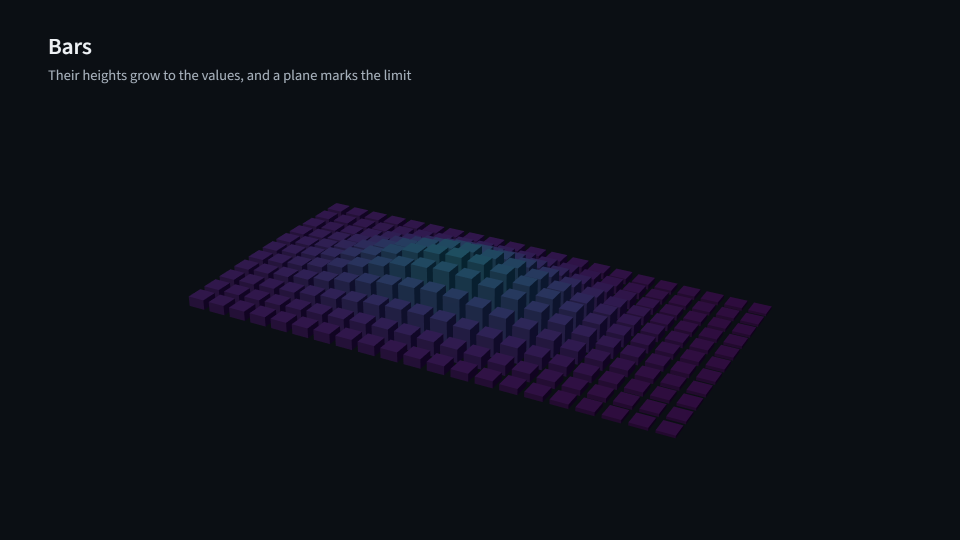 Bars
Their heights grow to the values, and a plane marks the limit